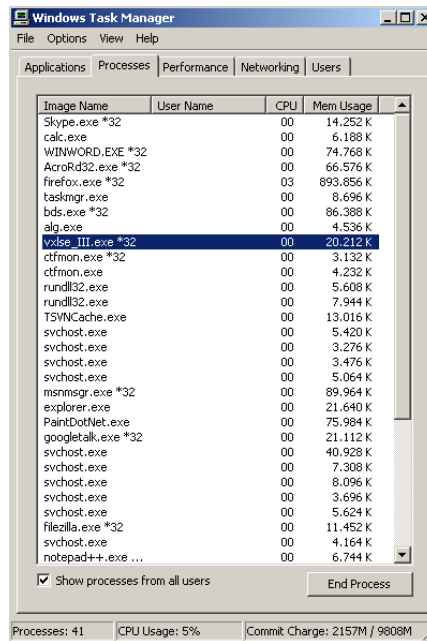 Windows Task Manager
File Options View Help
Applications Processes Performance Networking Users
Image Name User Name CPU Mem Usage
Skype.exe *32 00 14.252 K
calc.exe 00 6.188 K
WINWORD.EXE *32 00 74.768 K
AcroRd32.exe *32 00 66.576 K
firefox.exe *32 03 893.856 K
taskmgr.exe 00 8.696 K
bds.exe *32 00 86.388 K
alg.exe 00 4.536 K
vxlse_III.exe *32 00 20.212 K
ctfmon.exe *32 00 3.132 K
ctfmon.exe 00 4.232 K
rundll32.exe 00 5.608 K
rundll32.exe 00 7.944 K
TSVNCache.exe 00 13.016 K
svchost.exe 00 5.420 K
svchost.exe 00 3.276 K
svchost.exe 00 3.476 K
svchost.exe 00 5.064 K
msnmsgr.exe *32 00 89.964 K
explorer.exe 00 21.640 K
PaintDotNet.exe 00 75.984 K
googletalk.exe *32 00 21.112 K
svchost.exe 00 40.928 K
svchost.exe 00 7.308 K
svchost.exe 00 8.096 K
svchost.exe 00 3.696 K
svchost.exe 00 5.624 K
filezilla.exe *32 00 11.452 K
svchost.exe 00 4.164 K
notepad++.exe ... 00 6.744 K
Show processes from all users End Process
Processes: 41 CPU Usage: 5% Commit Charge: 2157M / 9808M